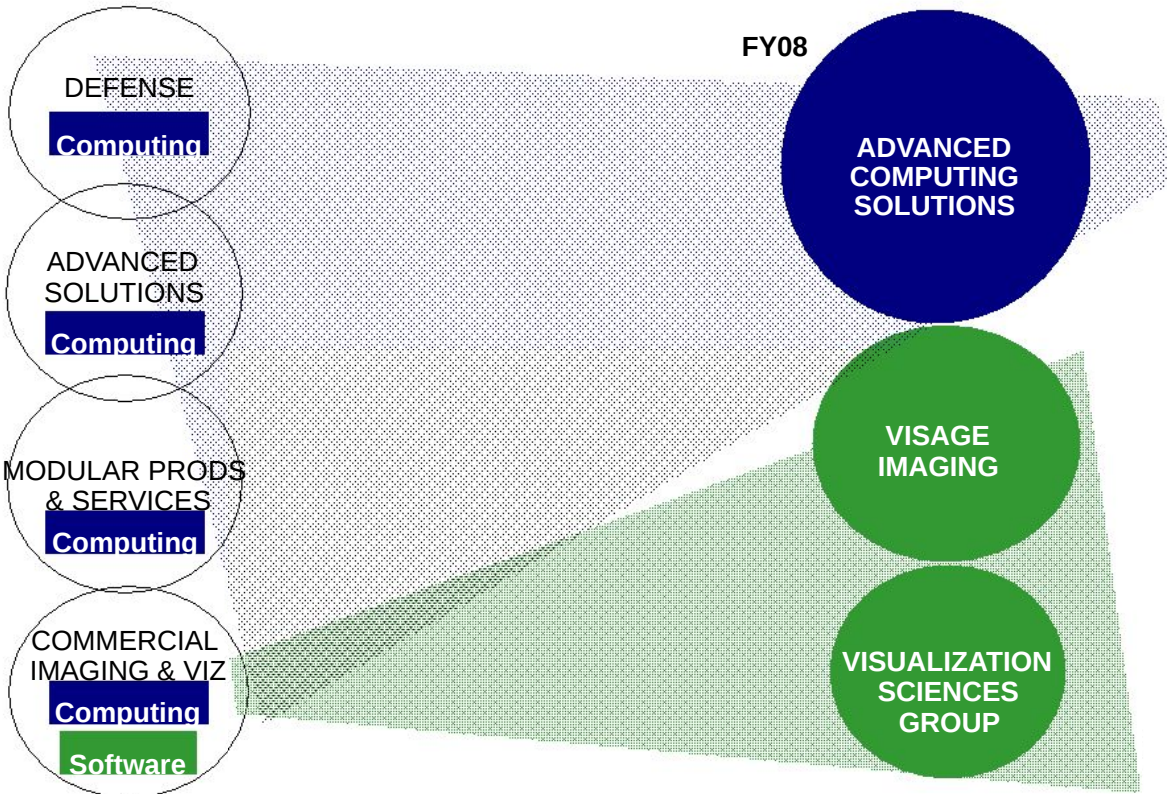 DEFENSE
Computing
ADVANCED
SOLUTIONS
Computing
MODULAR PRODS
& SERVICES
Computing
COMMERCIAL
IMAGING & VIZ
Computing
Software
FY08
ADVANCED
COMPUTING
SOLUTIONS
VISAGE
IMAGING
VISUALIZATION
SCIENCES
GROUP